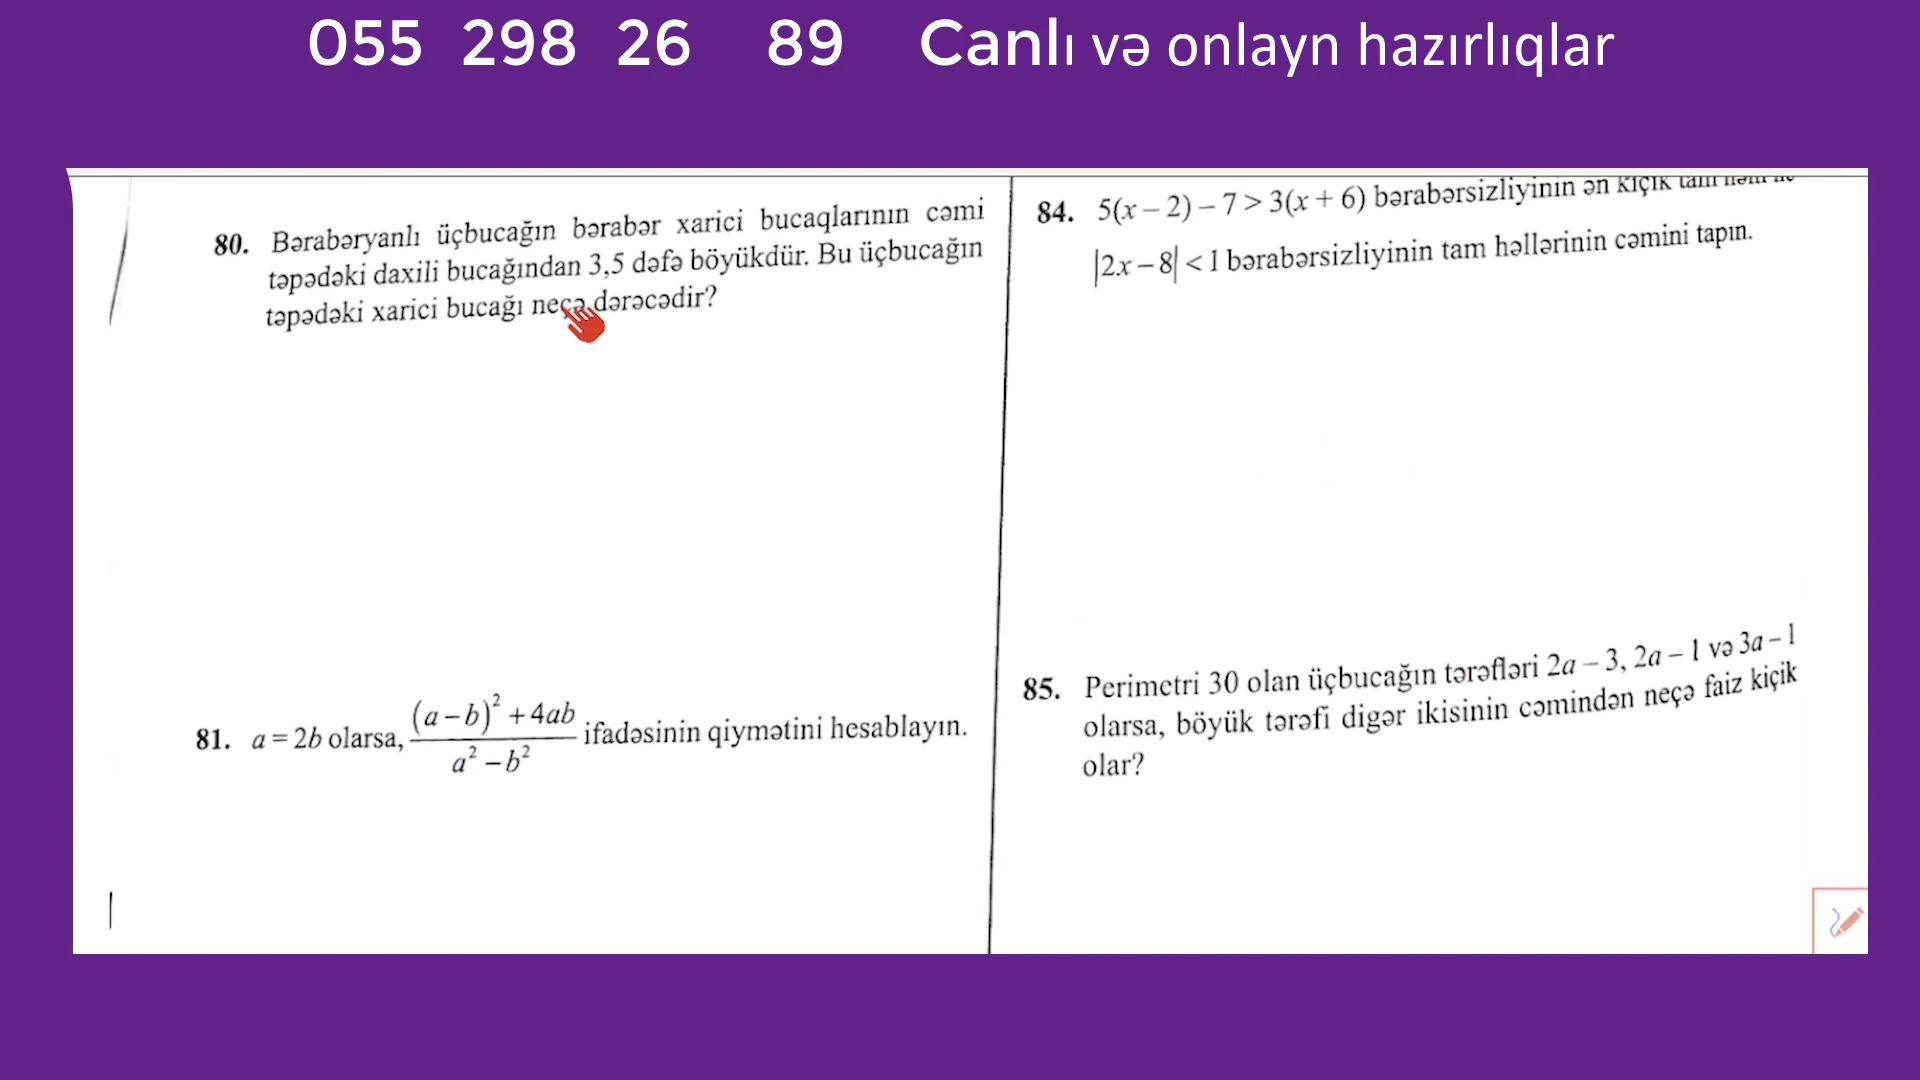 055 298 26 89 Canlı və onlayn hazırlıqlar
80. Bərabəryanlı üçbucağın bərabər xarici bucaqlarının cəmi
təpədəki daxili bucağından 3,5 dəfə böyükdür. Bu üçbucağın
təpədəki xarici bucağı neçə dərəcədir?
81. a = 2b olarsa, \frac{(a-b)^2+4ab}{a^2-b^2} ifadəsinin qiymətini hesablayın.
84. 5(x – 2) – 7 > 3(x + 6) bərabərsizliyinin ən kiçik tam
|2x – 8| < 1 bərabərsizliyinin tam həllərinin cəmini tapın.
85. Perimetri 30 olan üçbucağın tərəfləri 2a – 3, 2a – 1 və 3a – 1
olarsa, böyük tərəfi digər ikisinin cəmindən neçə faiz kiçik
olar?